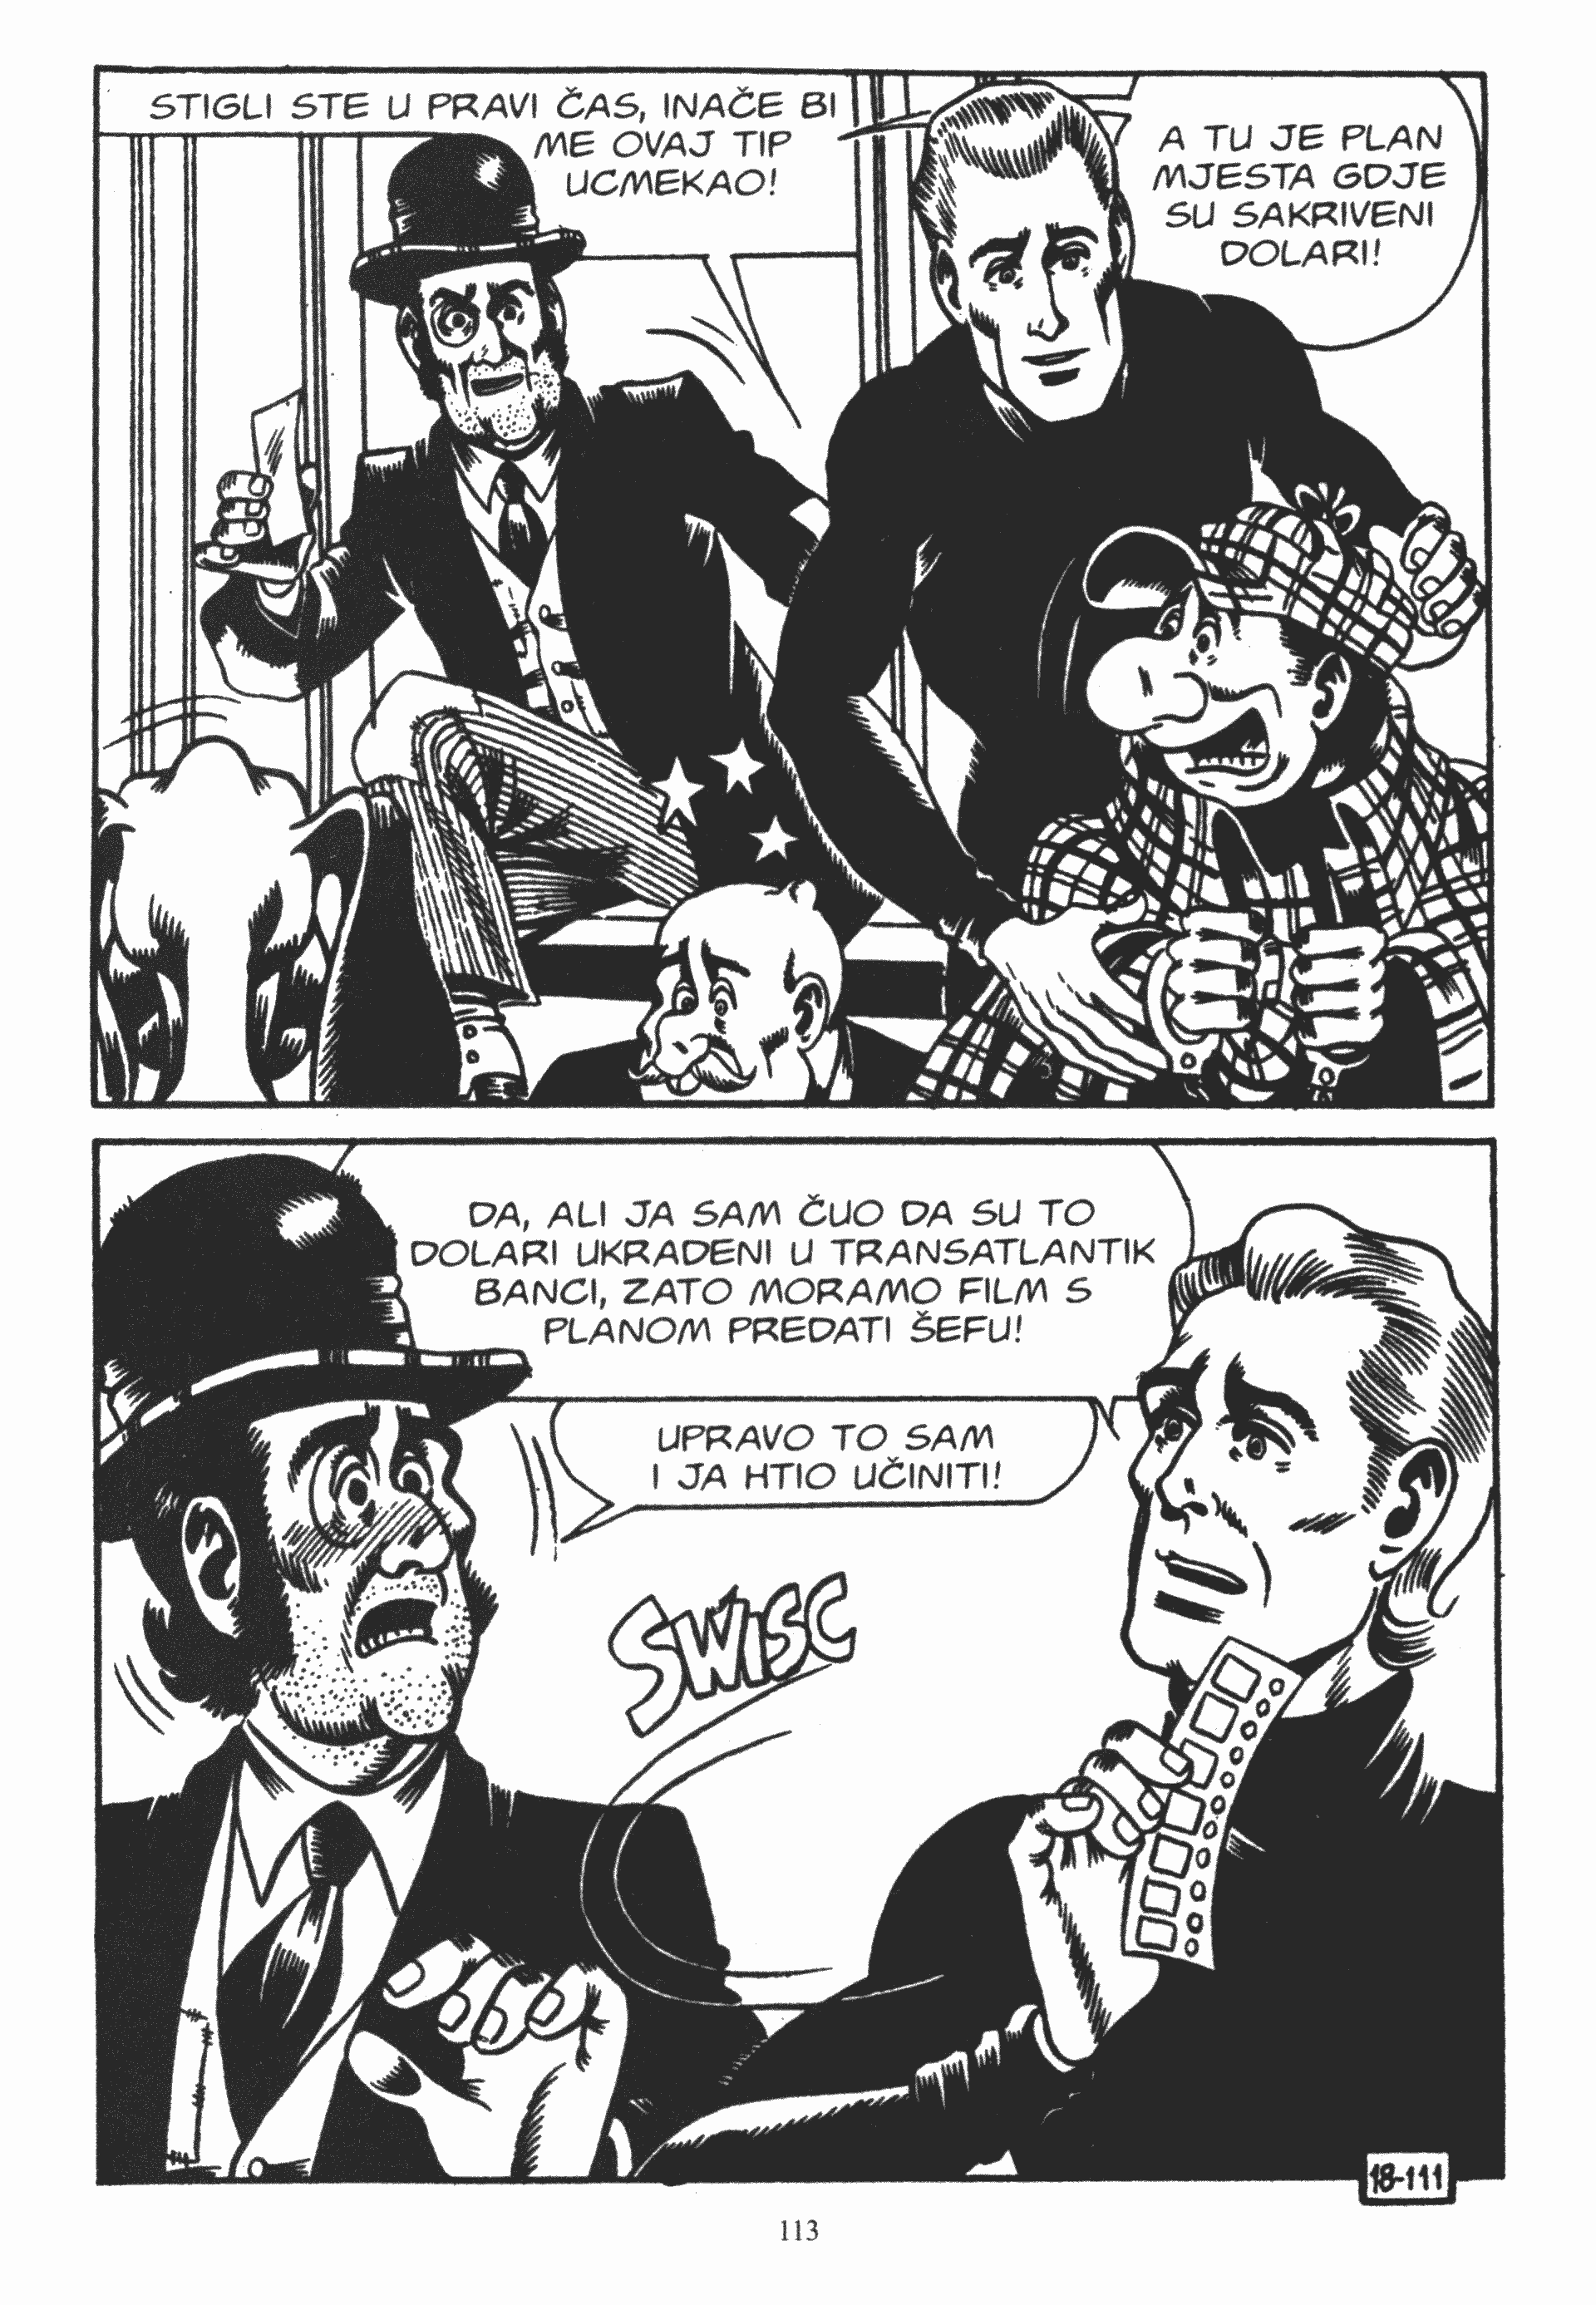 STIGLI STE U PRAVI ČAS, INAČE BI
ME OVAJ TIP
UCMEKAO!
A TU JE PLAN
MJESTA GDJE
SU SAKRIVENI
DOLARI!
DA, ALI JA SAM ČUO DA SU TO
DOLARI UKRADENI U TRANSATLANTIK
BANCI, ZATO MORAMO FILM S
PLANOM PREDATI ŠEFU!
UPRAVO TO SAM
I JA HTIO UČINITI!
SWISC
18-111
113